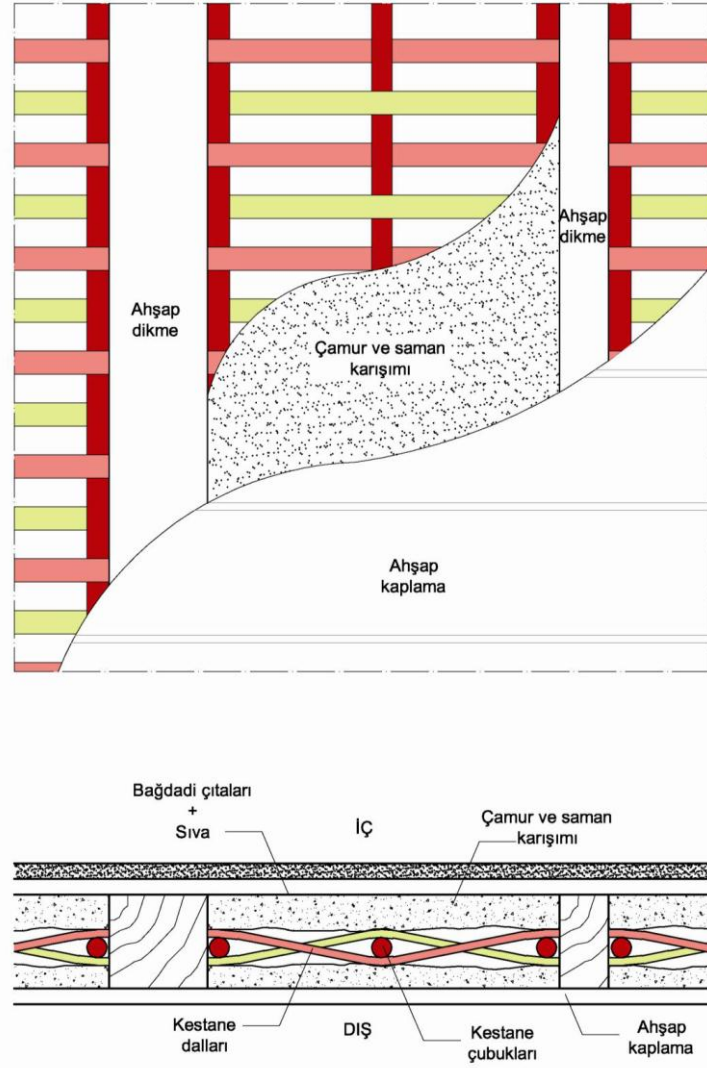 Ahşap
dikme
Ahşap
dikme
Çamur ve saman
karışımı
Ahşap
kaplama
Bağdadi çıtaları
+
Sıva
İÇ
Çamur ve saman
karışımı
Kestane
dalları
DIŞ
Kestane
çubukları
Ahşap
kaplama